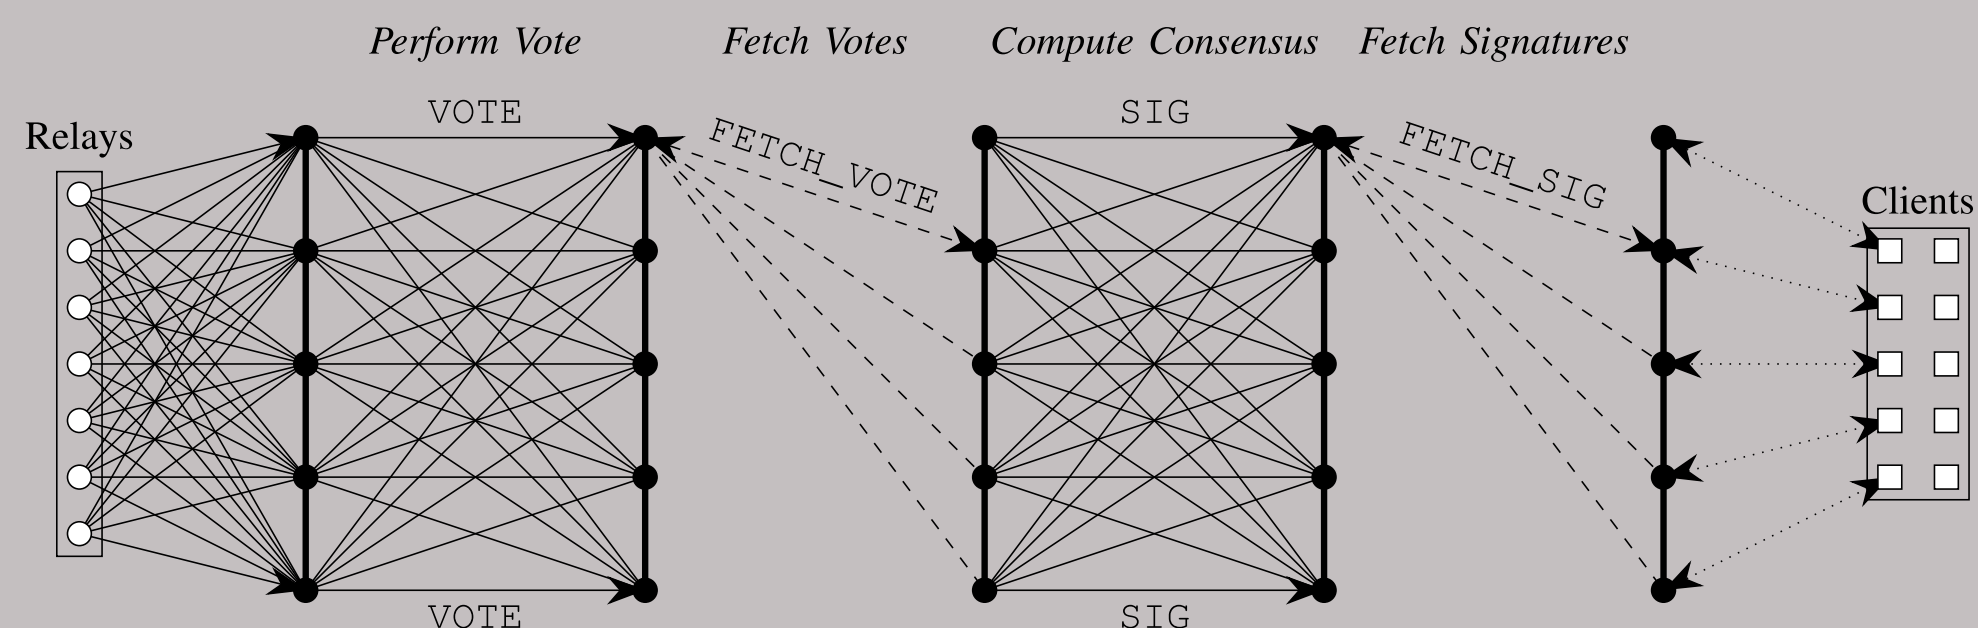 Perform Vote
Fetch Votes
Compute Consensus
Fetch Signatures
Relays
VOTE
FETCH_VOTE
SIG
FETCH_SIG
Clients
VOTE
SIG